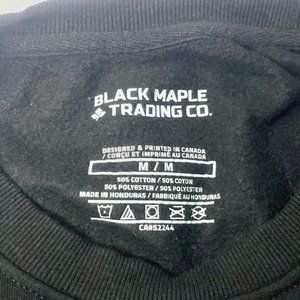 BLACK MAPLE
TRADING CO.
DESIGNED & PRINTED IN CANADA
/ CONÇU ET IMPRIMÉ AU CANADA
M / M
50% COTTON / 50% COTON
50% POLYESTER / 50% POLYESTER
MADE IN HONDURAS / FABRIQUÉ AU HONDURAS
CA#52244